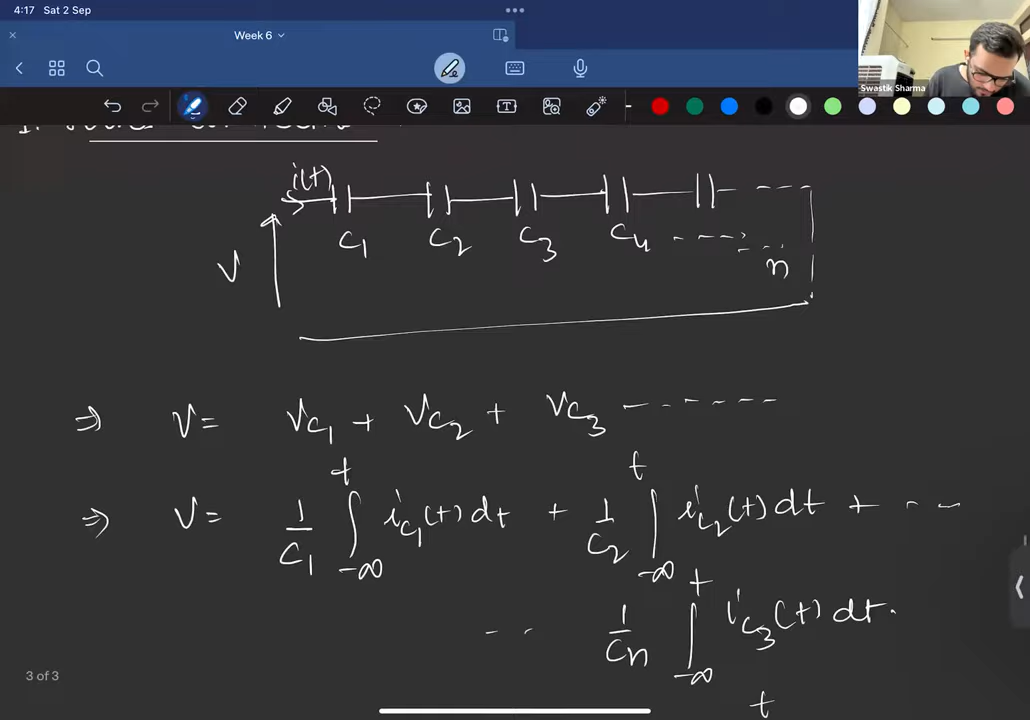 4:17 Sat 2 Sep
Week 6
Swastik Sharma
i(t)
V
C1 C2 C3 C4 - - - - - -
n
⇒ V = VC1 + VC2 + VC3 - - - - - -
⇒ V = 1/C1 ∫_{-∞}^{t} iC1(t) dt + 1/C2 ∫_{-∞}^{t} iC2(t) dt + - - -
- - 1/Cn ∫_{-∞}^{t} iC3(t) dt.
3 of 3
t